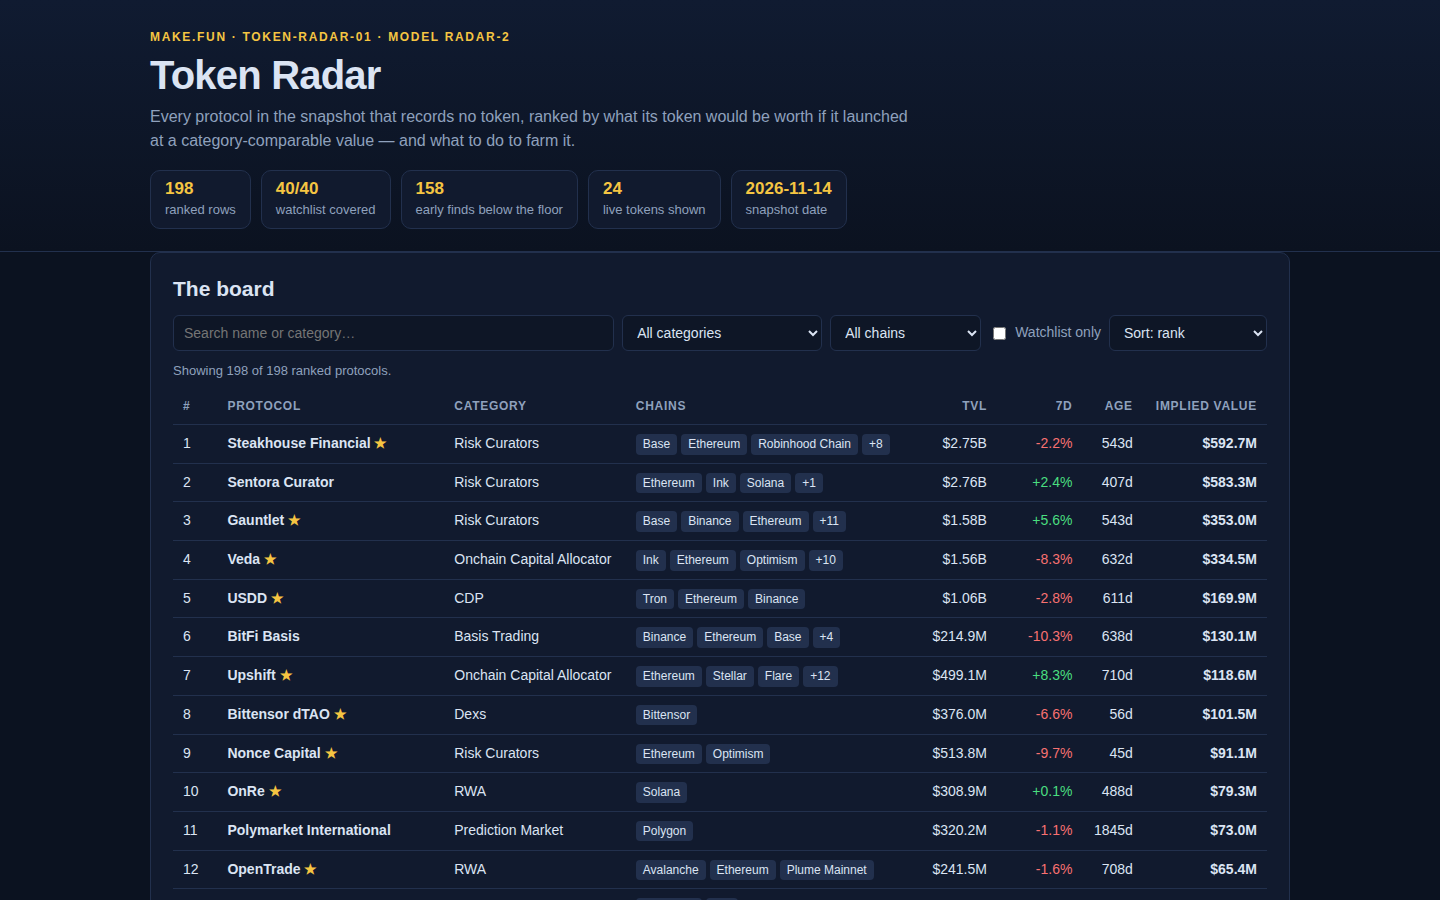 MAKE.FUN · TOKEN-RADAR-01 · MODEL RADAR-2
Token Radar
Every protocol in the snapshot that records no token, ranked by what its token would be worth if it launched
at a category-comparable value — and what to do to farm it.
198 40/40 158 24 2026-11-14
ranked rows watchlist covered early finds below the floor live tokens shown snapshot date
The board
Search name or category… All categories All chains Watchlist only Sort: rank
Showing 198 of 198 ranked protocols.
# PROTOCOL CATEGORY CHAINS TVL 7D AGE IMPLIED VALUE
1 Steakhouse Financial ★ Risk Curators Base Ethereum Robinhood Chain +8 $2.75B -2.2% 543d $592.7M
2 Sentora Curator Risk Curators Ethereum Ink Solana +1 $2.76B +2.4% 407d $583.3M
3 Gauntlet ★ Risk Curators Base Binance Ethereum +11 $1.58B +5.6% 543d $353.0M
4 Veda ★ Onchain Capital Allocator Ink Ethereum Optimism +10 $1.56B -8.3% 632d $334.5M
5 USDD ★ CDP Tron Ethereum Binance $1.06B -2.8% 611d $169.9M
6 BitFi Basis Basis Trading Binance Ethereum Base +4 $214.9M -10.3% 638d $130.1M
7 Upshift ★ Onchain Capital Allocator Ethereum Stellar Flare +12 $499.1M +8.3% 710d $118.6M
8 Bittensor dTAO ★ Dexs Bittensor $376.0M -6.6% 56d $101.5M
9 Nonce Capital ★ Risk Curators Ethereum Optimism $513.8M -9.7% 45d $91.1M
10 OnRe ★ RWA Solana $308.9M +0.1% 488d $79.3M
11 Polymarket International Prediction Market Polygon $320.2M -1.1% 1845d $73.0M
12 OpenTrade ★ RWA Avalanche Ethereum Plume Mainnet $241.5M -1.6% 708d $65.4M